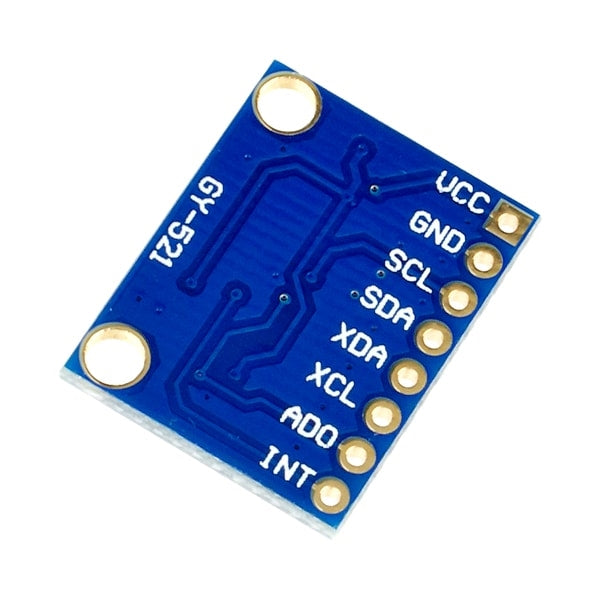 VCC
GND
SCL
SDA
XDA
XCL
ADO
INT
GY-521